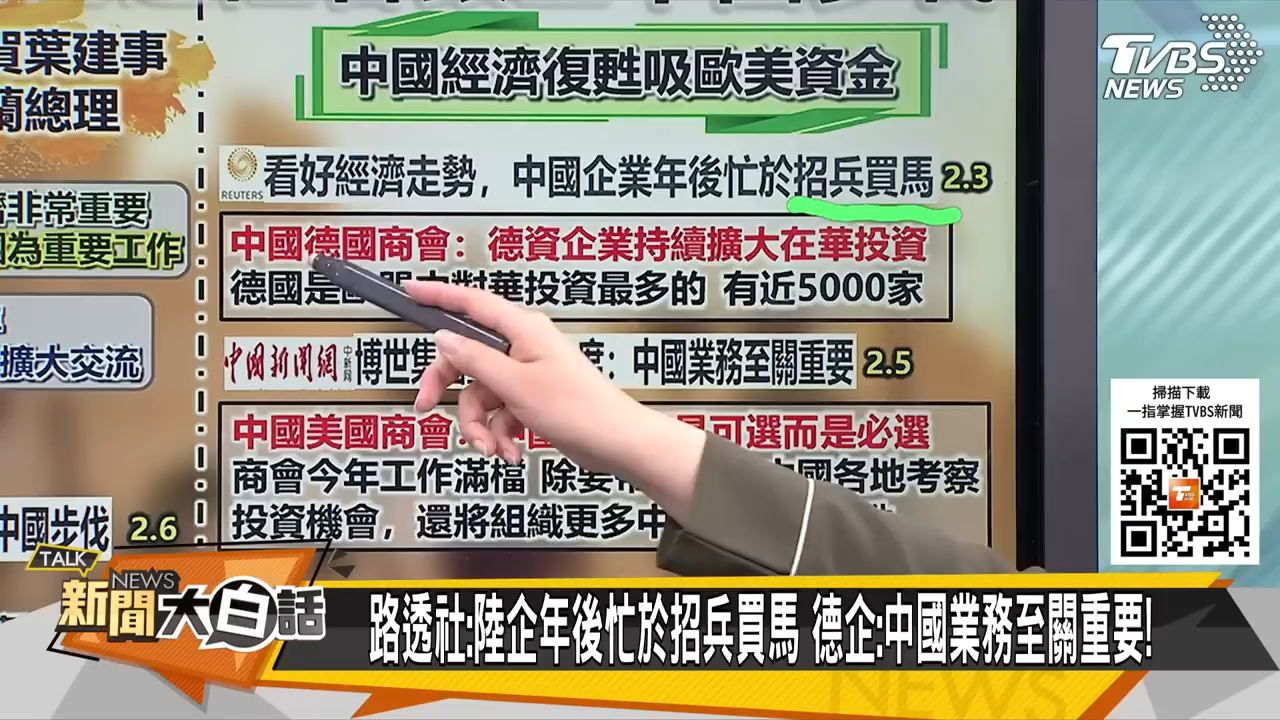 貿葉建事
蘭總理
非常重要
為重要工作
擴大交流
中國步伐 2.6
中國經濟復甦吸歐美資金
REUTERS 看好經濟走勢，中國企業年後忙於招兵買馬 2.3
中國德國商會：德資企業持續擴大在華投資
德國是 對華投資最多的 有近5000家
中國新聞網 中新网 博世集 ：中國業務至關重要 2.5
中國美國商會： 可選而是必選
商會今年工作滿檔 除要 國各地考察
投資機會，還將組織更多中
TVBS
NEWS
掃描下載
一指掌握TVBS新聞
TALK
NEWS
新聞大白話
路透社:陸企年後忙於招兵買馬 德企:中國業務至關重要!
NEWS